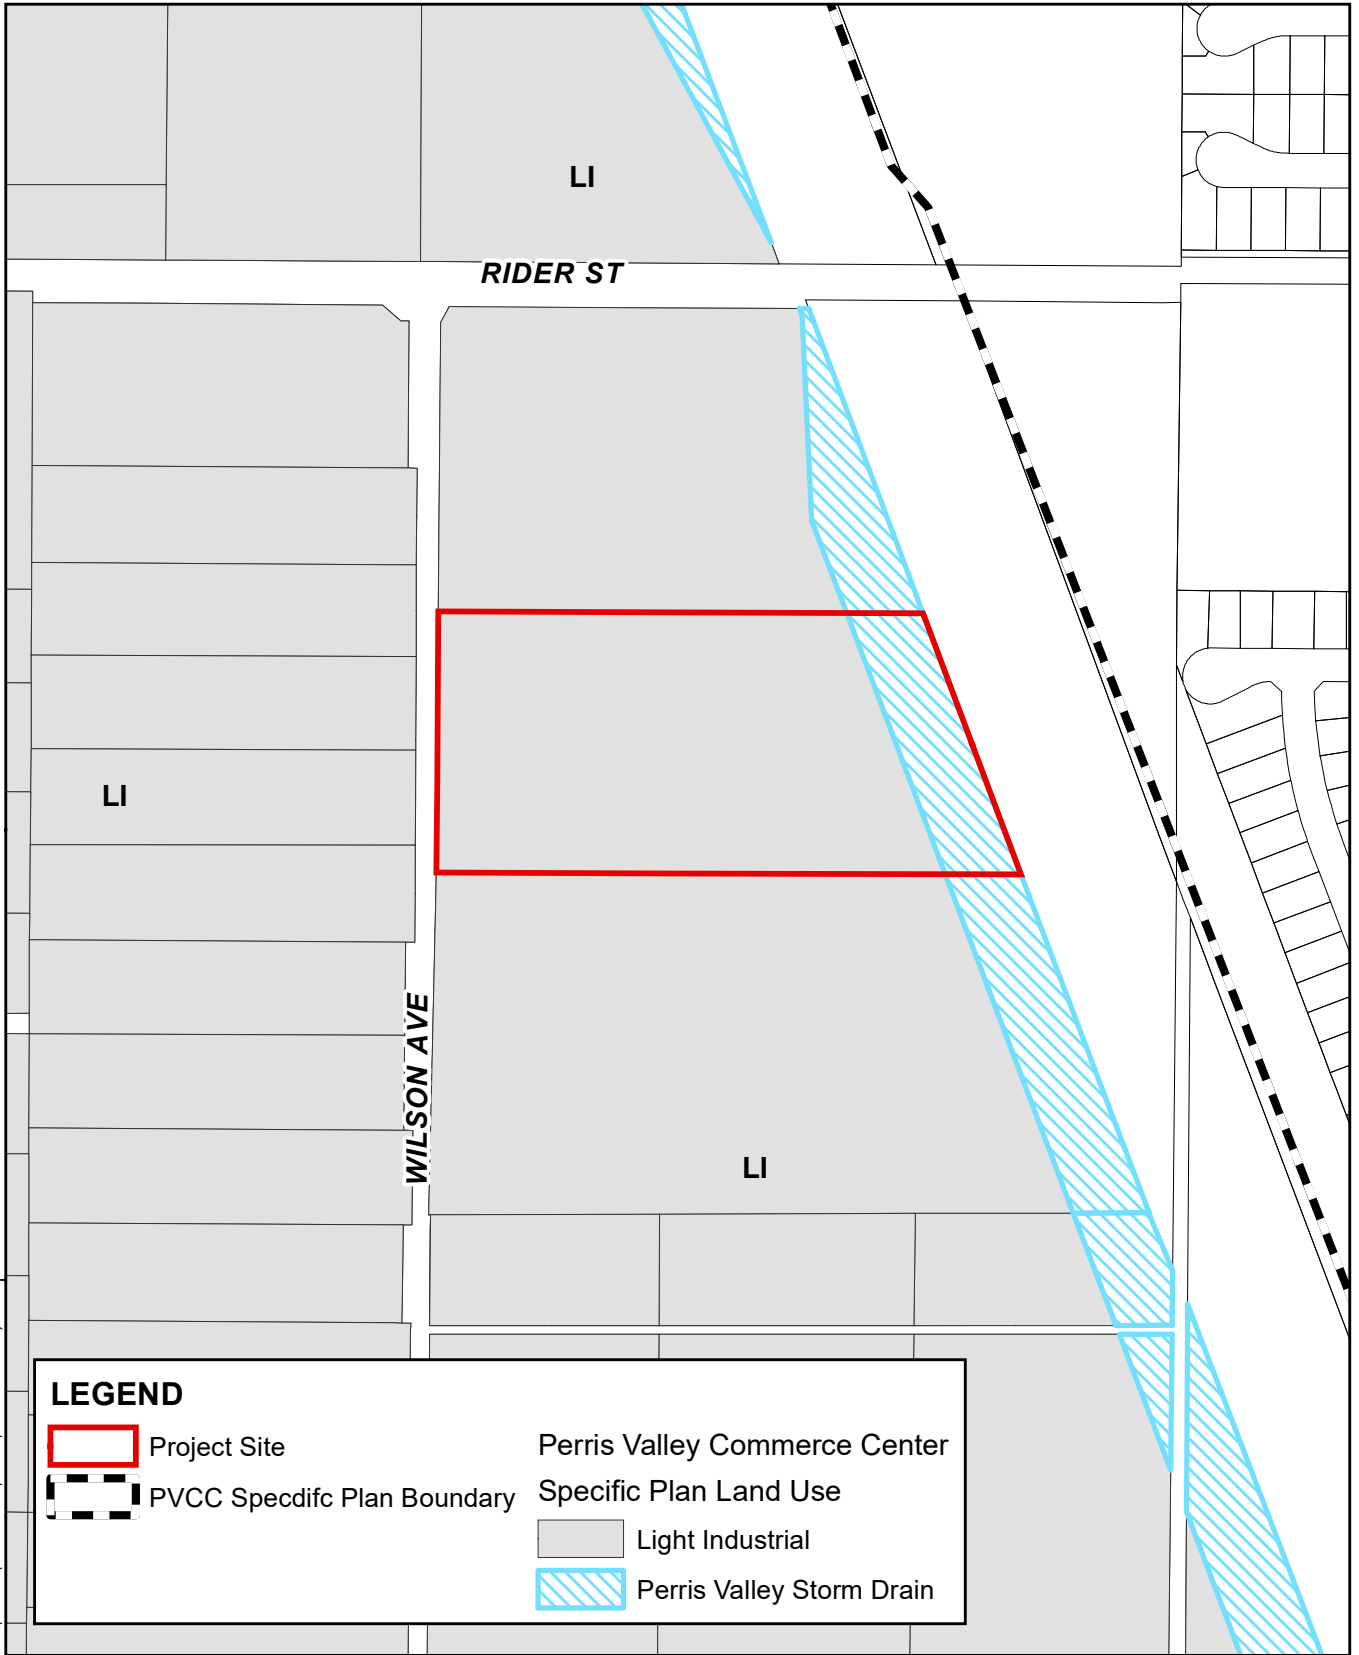 LI
RIDER ST
LI
WILSON AVE
LI
LEGEND
Project Site
PVCC Specdifc Plan Boundary
Perris Valley Commerce Center
Specific Plan Land Use
Light Industrial
Perris Valley Storm Drain